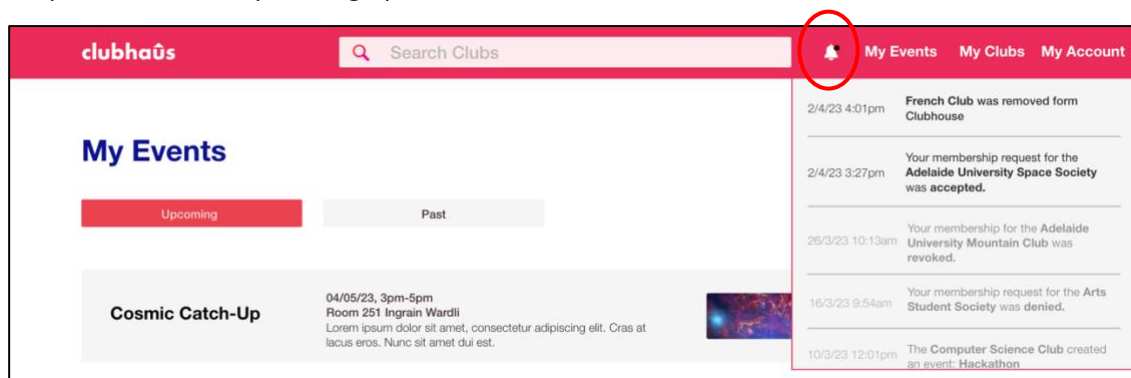 clubhaûs
Search Clubs
My Events
My Clubs
My Account
2/4/23 4:01pm
French Club was removed form
Clubhouse
2/4/23 3:27pm
Your membership request for the
Adelaide University Space Society
was accepted.
26/3/23 10:13am
Your membership for the Adelaide
University Mountain Club was
revoked.
16/3/23 9:54am
Your membership request for the Arts
Student Society was denied.
10/3/23 12:01pm
The Computer Science Club created
an event: Hackathon
My Events
Upcoming
Past
Cosmic Catch-Up
04/05/23, 3pm-5pm
Room 251 Ingrain Wardli
Lorem ipsum dolor sit amet, consectetur adipiscing elit. Cras at
lacus eros. Nunc sit amet dui est.